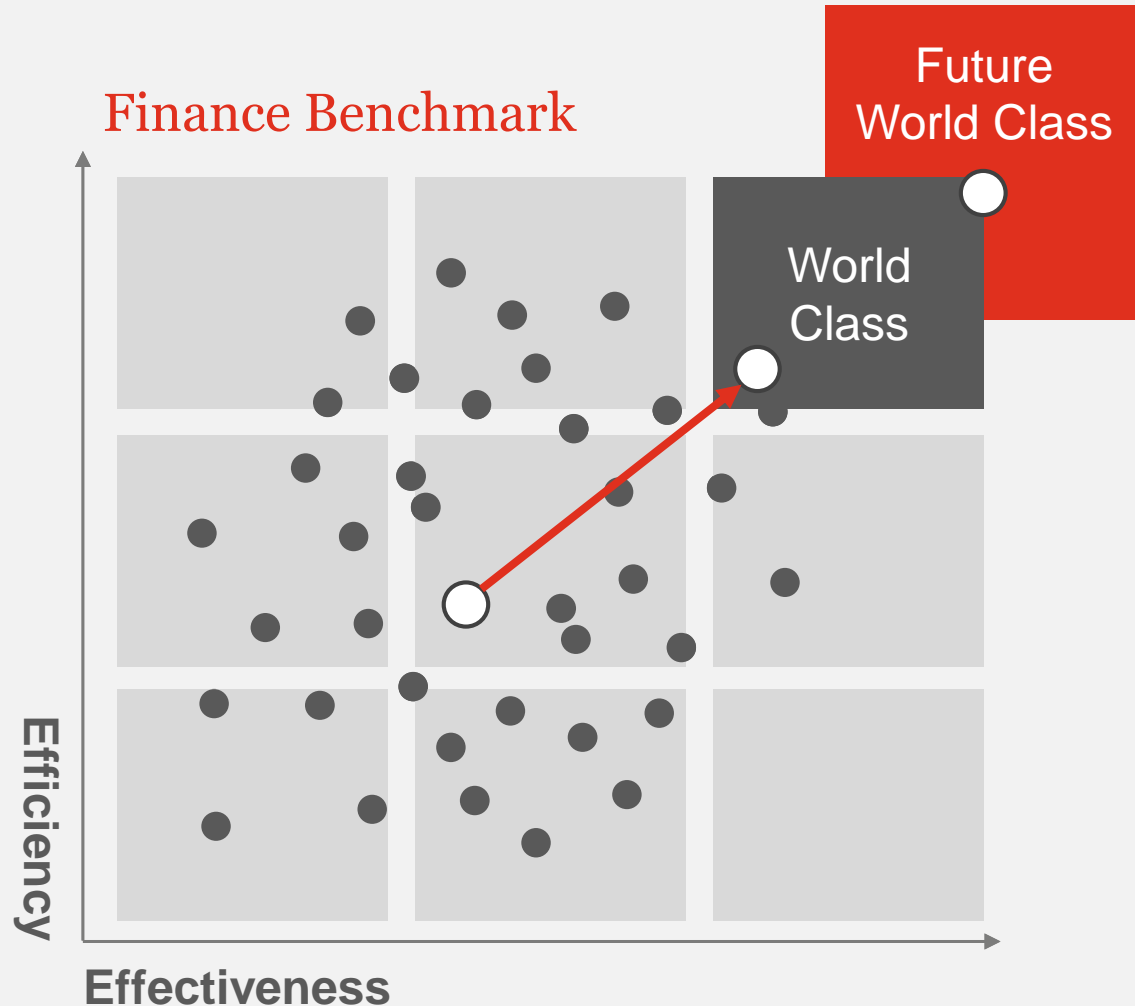 Future
World Class
Finance Benchmark
World
Class
Efficiency
Effectiveness